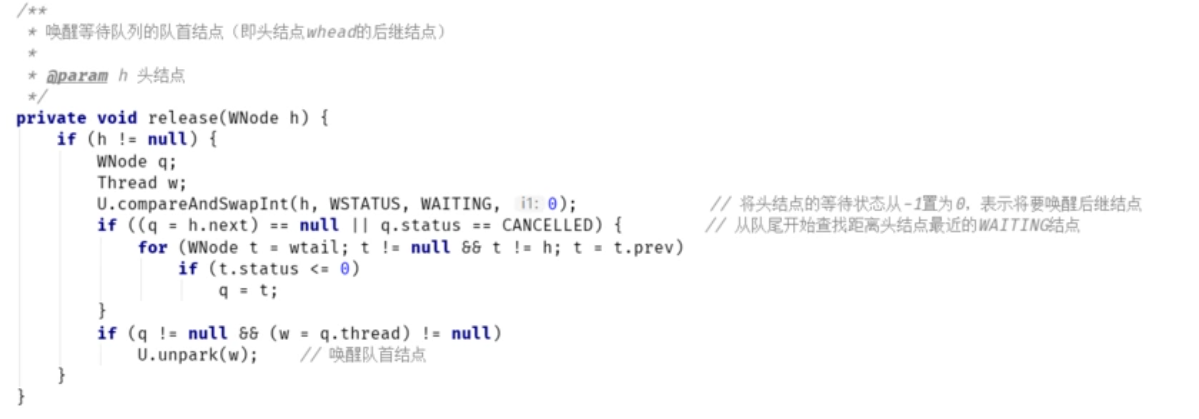 /**
 * 唤醒等待队列的队首结点（即头结点whead的后继结点）
 *
 * @param h 头结点
 */
private void release(WNode h) {
    if (h != null) {
        WNode q;
        Thread w;
        U.compareAndSwapInt(h, WSTATUS, WAITING, i1: 0); // 将头结点的等待状态从-1置为0，表示将要唤醒后继结点
        if ((q = h.next) == null || q.status == CANCELLED) { // 从队尾开始查找距离头结点最近的WAITING结点
            for (WNode t = wtail; t != null && t != h; t = t.prev)
                if (t.status <= 0)
                    q = t;
        }
        if (q != null && (w = q.thread) != null)
            U.unpark(w); // 唤醒队首结点
    }
}